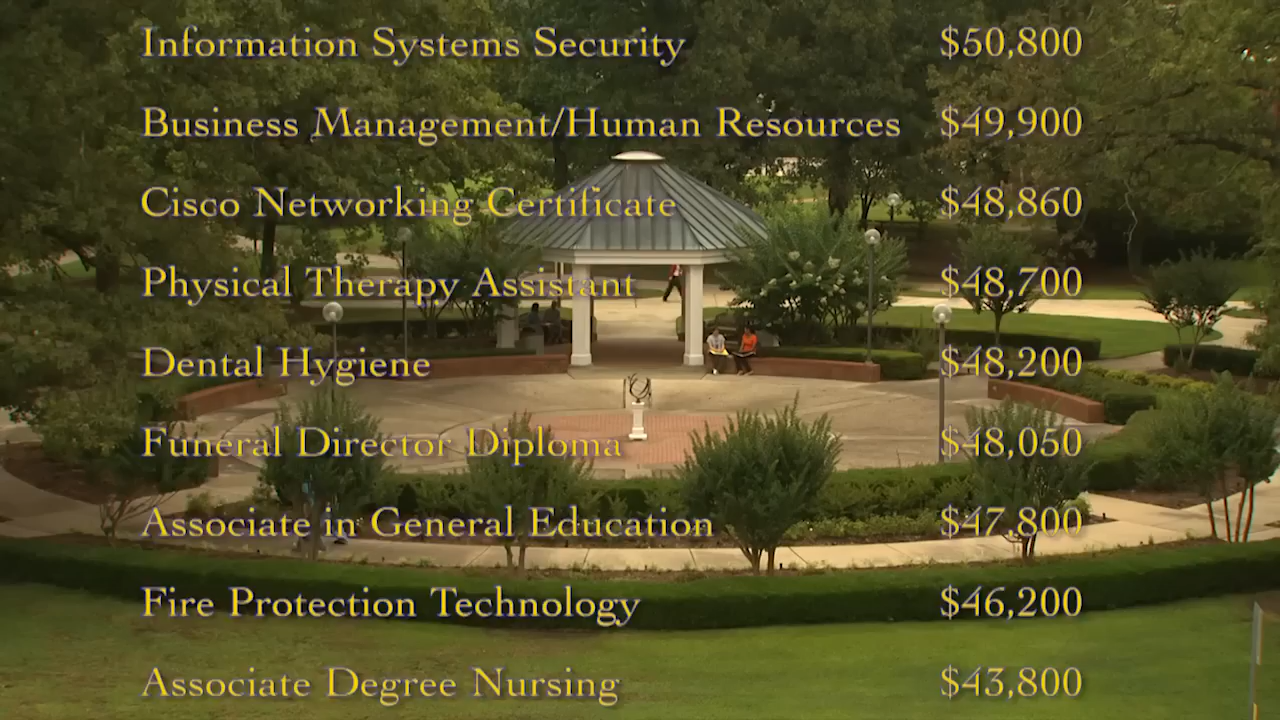 Information Systems Security $50,800
Business Management/Human Resources $49,900
Cisco Networking Certificate $48,860
Physical Therapy Assistant $48,700
Dental Hygiene $48,200
Funeral Director Diploma $48,050
Associate in General Education $47,800
Fire Protection Technology $46,200
Associate Degree Nursing $43,800